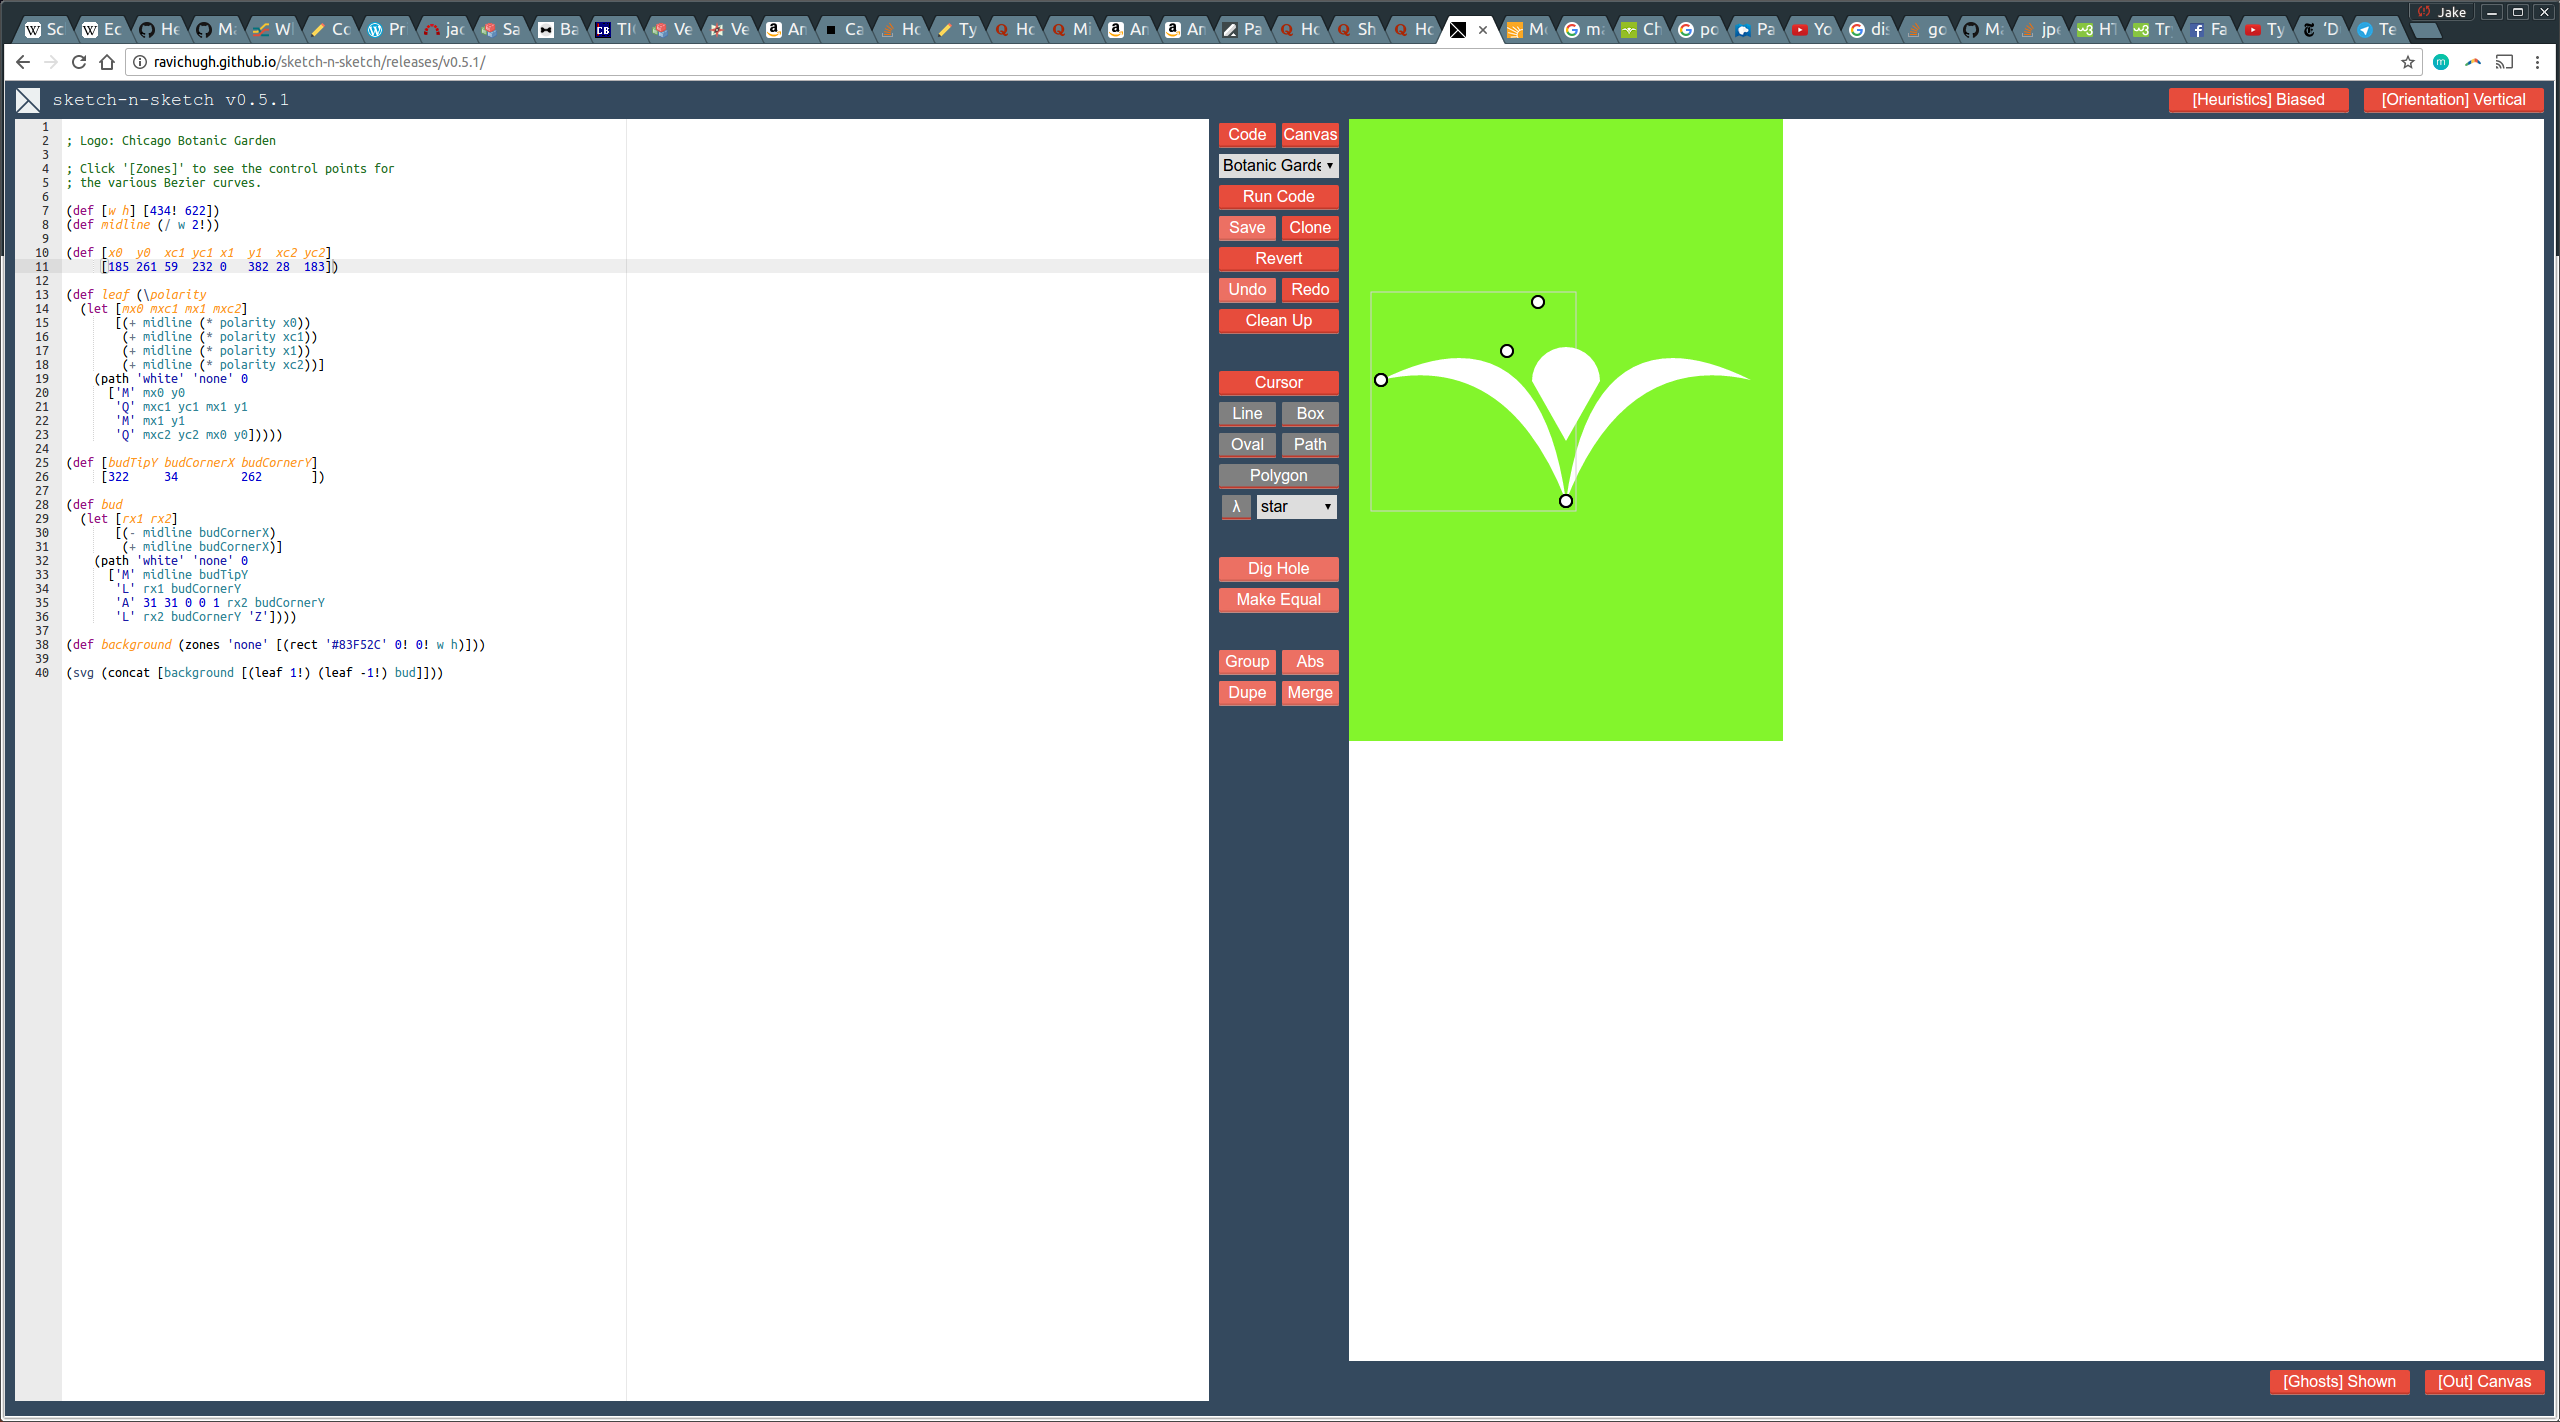 Sc Ec He Ma Wi Co Pr jac Sa Ba TIC Ve Ve An Ca Ho Ty Ho Mi An An Pa Ho Sh Ho × Mo ma Ch po Pa Yo dis go Ma jpe HT Try Fa Ty 'D Te Jake
ravichugh.github.io/sketch-n-sketch/releases/v0.5.1/
sketch-n-sketch v0.5.1
[Heuristics] Biased [Orientation] Vertical
1
2 ; Logo: Chicago Botanic Garden
3
4 ; Click '[Zones]' to see the control points for
5 ; the various Bezier curves.
6
7 (def [w h] [434! 622])
8 (def midline (/ w 2!))
9
10 (def [x0 y0 xc1 yc1 x1 y1 xc2 yc2]
11 [185 261 59 232 0 382 28 183])
12
13 (def leaf (\polarity
14 (let [mx0 mxc1 mx1 mxc2]
15 [(+ midline (* polarity x0))
16 (+ midline (* polarity xc1))
17 (+ midline (* polarity x1))
18 (+ midline (* polarity xc2))]
19 (path 'white' 'none' 0
20 ['M' mx0 y0
21 'Q' mxc1 yc1 mx1 y1
22 'M' mx1 y1
23 'Q' mxc2 yc2 mx0 y0]))))
24
25 (def [budTipY budCornerX budCornerY]
26 [322 34 262 ])
27
28 (def bud
29 (let [rx1 rx2]
30 [(- midline budCornerX)
31 (+ midline budCornerX)]
32 (path 'white' 'none' 0
33 ['M' midline budTipY
34 'L' rx1 budCornerY
35 'A' 31 31 0 0 1 rx2 budCornerY
36 'L' rx2 budCornerY 'Z'])))
37
38 (def background (zones 'none' [(rect '#83F52C' 0! 0! w h)]))
39
40 (svg (concat [background [(leaf 1!) (leaf -1!) bud]]))
Code Canvas
Botanic Garde
Run Code
Save Clone
Revert
Undo Redo
Clean Up
Cursor
Line Box
Oval Path
Polygon
λ star
Dig Hole
Make Equal
Group Abs
Dupe Merge
[Ghosts] Shown [Out] Canvas